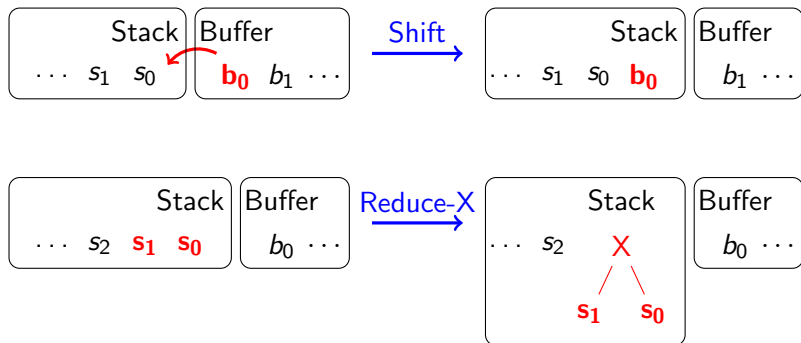 Stack Buffer Shift Stack Buffer
⋯ s₁ s₀ b₀ b₁ ⋯ ⋯ s₁ s₀ b₀ b₁ ⋯
Stack Buffer Reduce-X Stack Buffer
⋯ s₂ s₁ s₀ b₀ ⋯ ⋯ s₂ X b₀ ⋯
s₁ s₀